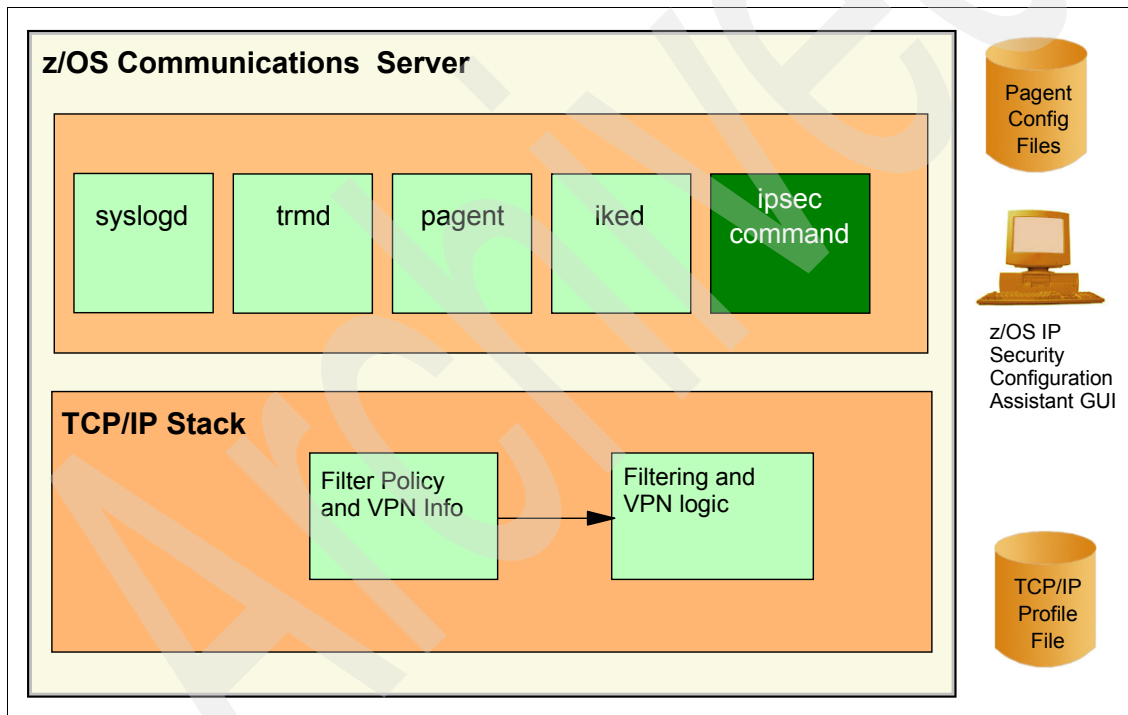 z/OS Communications Server
syslogd
trmd
pagent
iked
ipsec
command
TCP/IP Stack
Filter Policy
and VPN Info
Filtering and
VPN logic
Pagent
Config
Files
z/OS IP
Security
Configuration
Assistant GUI
TCP/IP
Profile
File
Archived